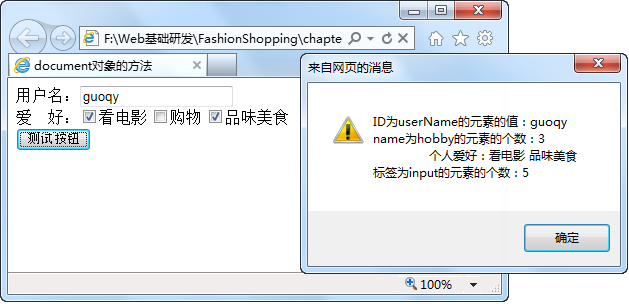 F:\Web基础研发\FashionShopping\chapte
document对象的方法
用户名：guoqy
爱 好：看电影 购物 品味美食
测试按钮
100%
来自网页的消息
ID为userName的元素的值：guoqy
name为hobby的元素的个数：3
个人爱好：看电影 品味美食
标签为input的元素的个数：5
确定